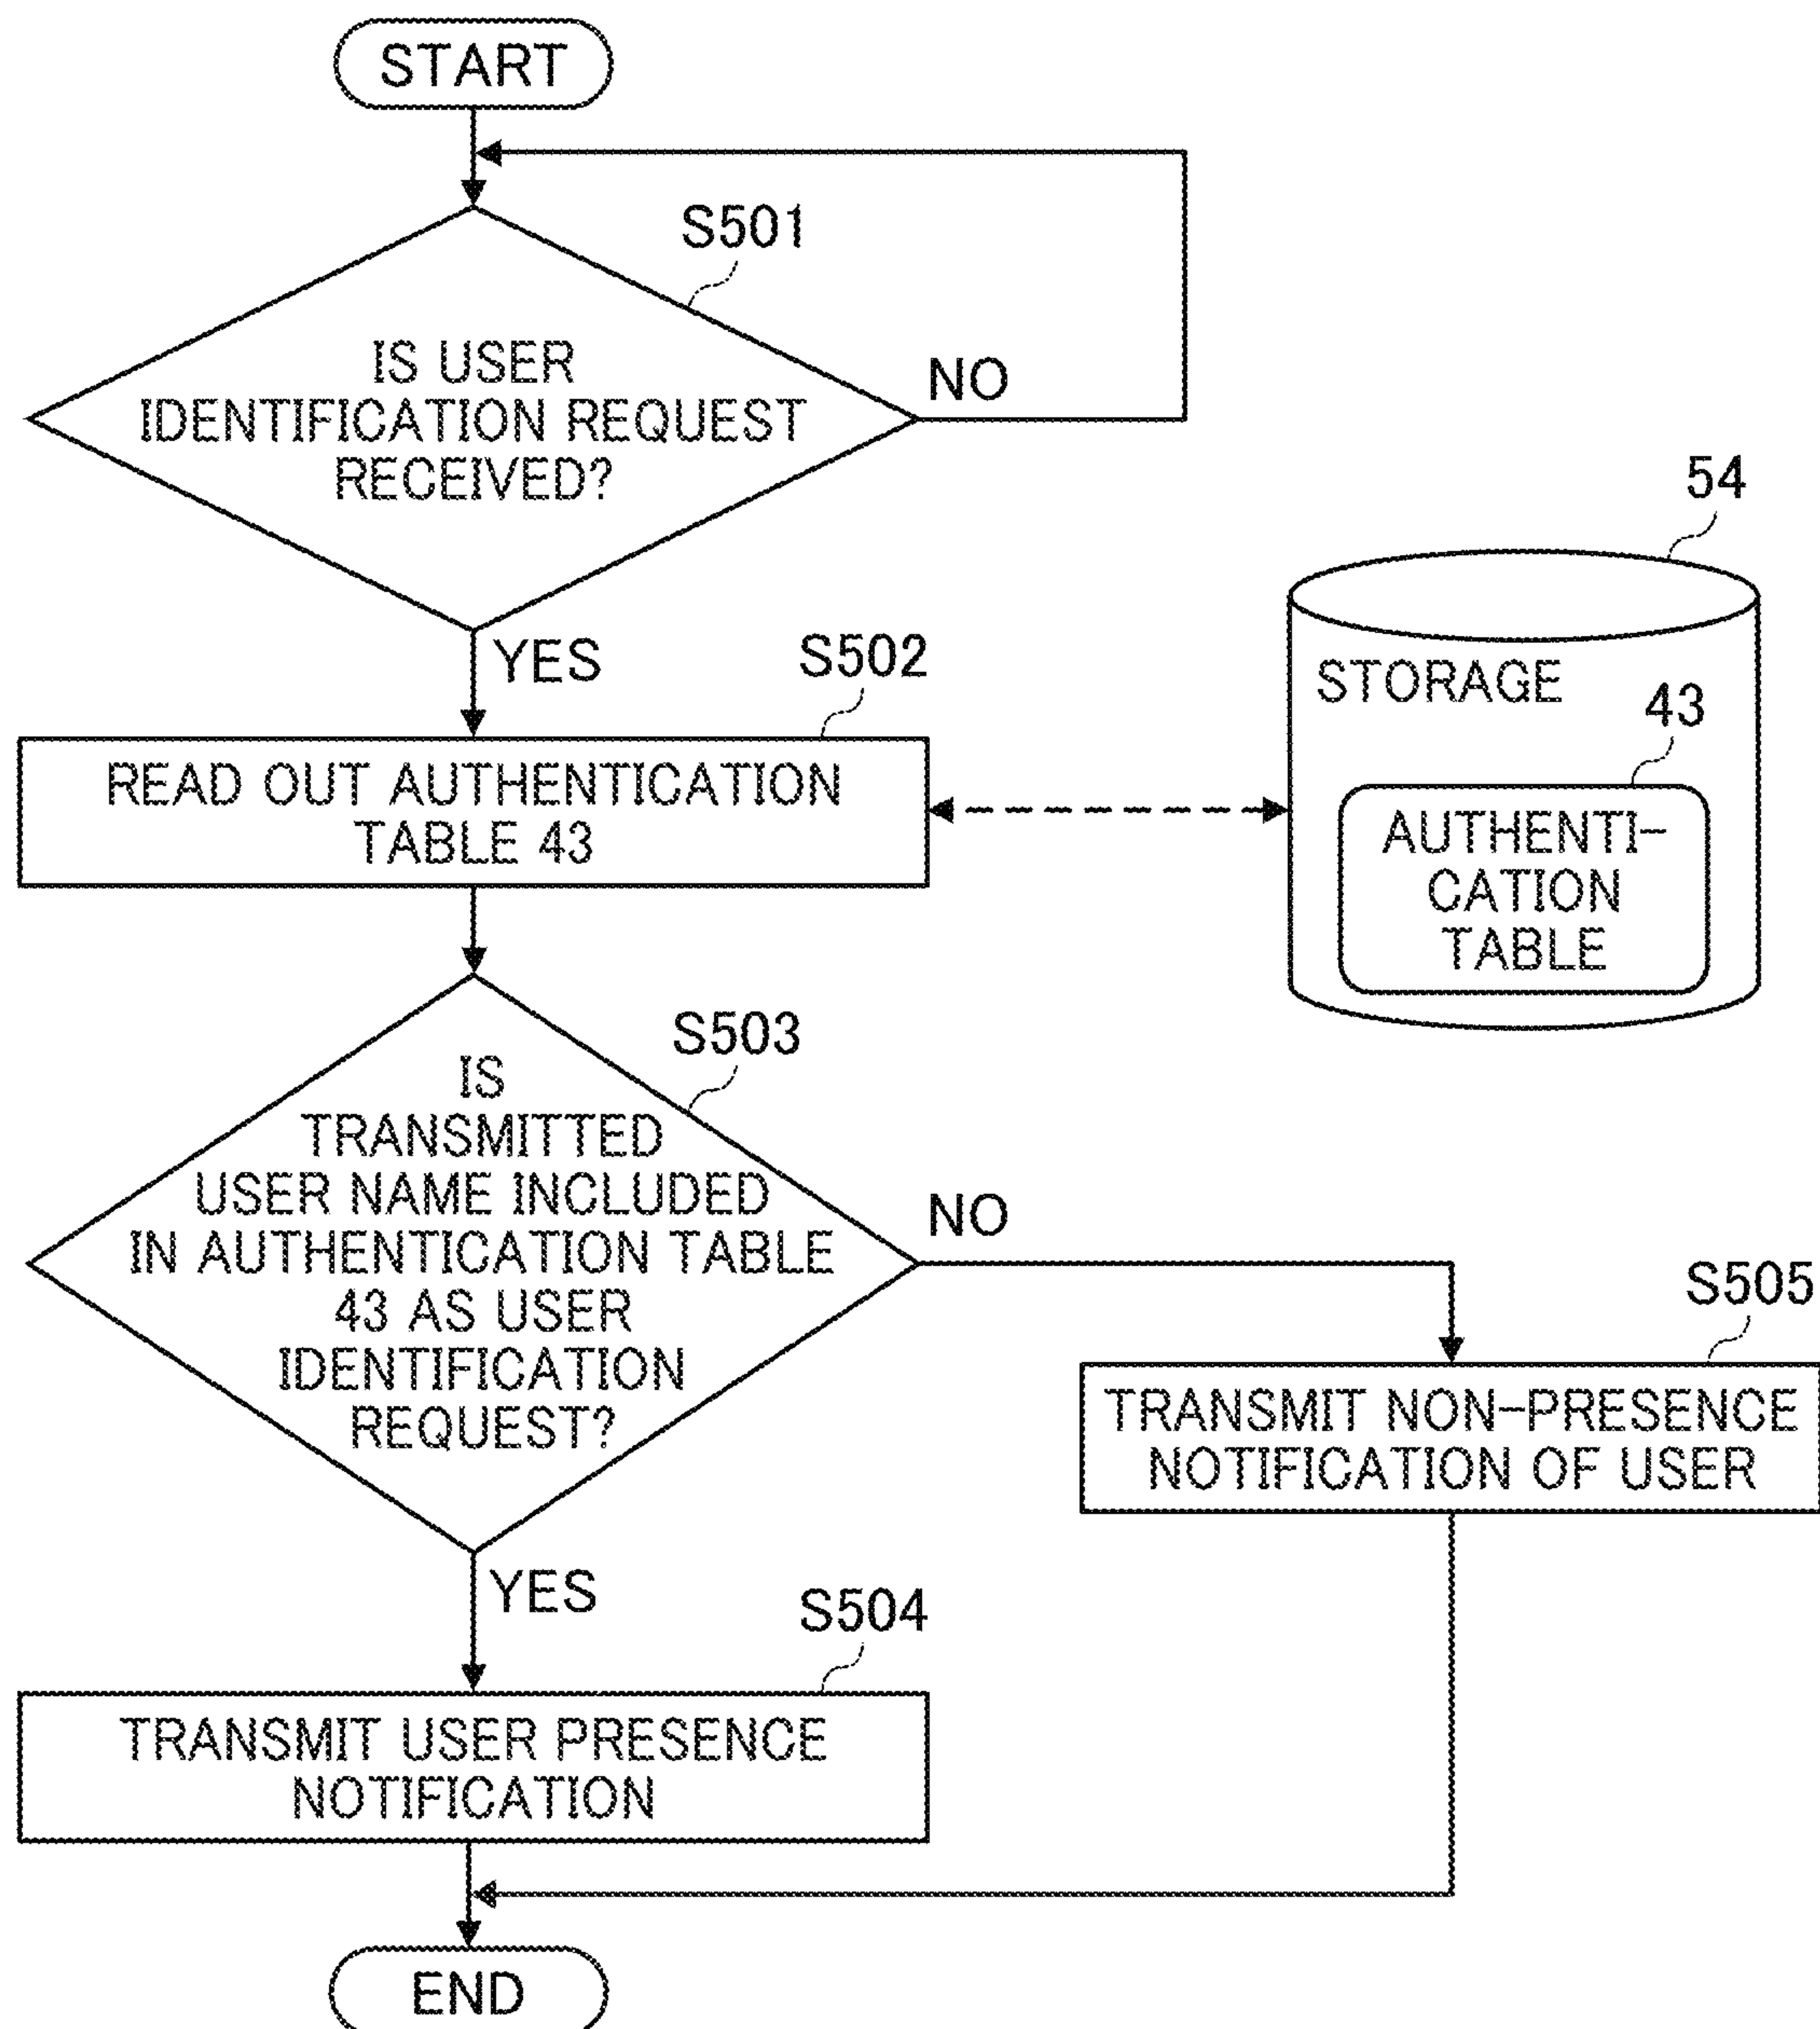 START
S501
IS USER
IDENTIFICATION REQUEST
RECEIVED?
NO
YES
S502
READ OUT AUTHENTICATION
TABLE 43
54
STORAGE
43
AUTHENTI-
CATION
TABLE
S503
IS
TRANSMITTED
USER NAME INCLUDED
IN AUTHENTICATION TABLE
43 AS USER
IDENTIFICATION
REQUEST?
NO
S505
TRANSMIT NON-PRESENCE
NOTIFICATION OF USER
YES
S504
TRANSMIT USER PRESENCE
NOTIFICATION
END